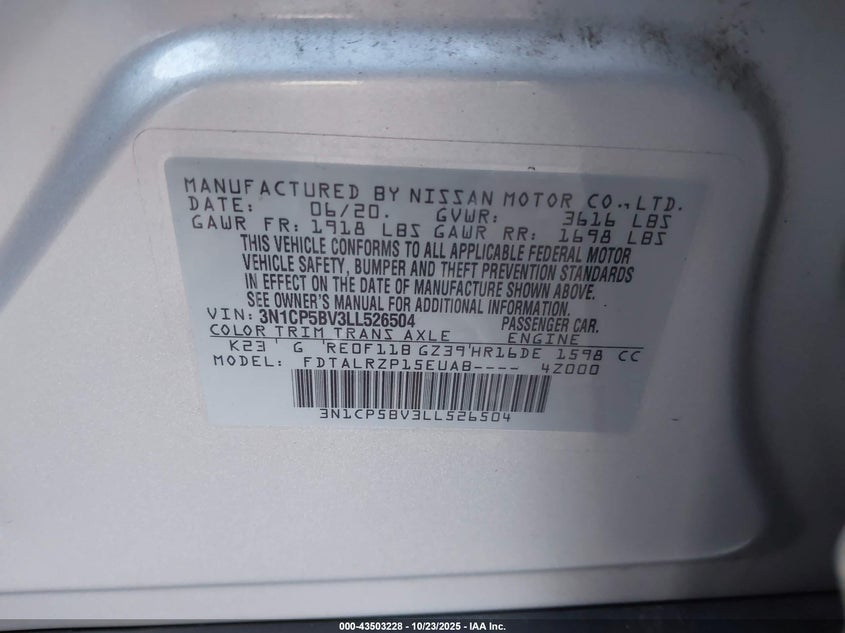 MANUFACTURED BY NISSAN MOTOR CO., LTD.
DATE: 06/20. GVWR: 3616 LBS
GAWR FR: 1918 LBS GAWR RR: 1698 LBS
THIS VEHICLE CONFORMS TO ALL APPLICABLE FEDERAL MOTOR
VEHICLE SAFETY, BUMPER AND THEFT PREVENTION STANDARDS
IN EFFECT ON THE DATE OF MANUFACTURE SHOWN ABOVE.
SEE OWNER'S MANUAL FOR ADDITIONAL INFORMATION.
VIN: 3N1CP5BV3LL526504 PASSENGER CAR.
COLOR TRIM TRANS AXLE ENGINE
K23 G RE0F11B GZ39 HR16DE 1598 CC
MODEL: FDTALRZP15EUAB---- 4Z000
3N1CP5BV3LL526504
000-43503228 - 10/23/2025 - IAA Inc.